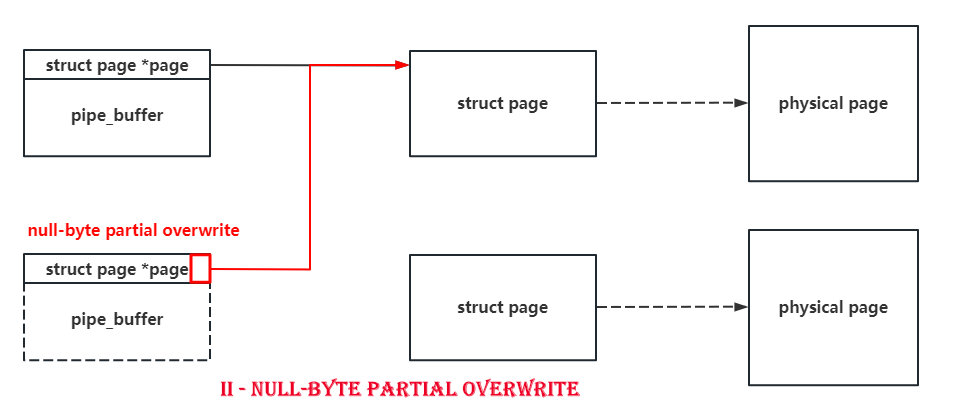 struct page *page
pipe_buffer
struct page
physical page
null-byte partial overwrite
struct page *page
pipe_buffer
struct page
physical page
II - NULL-BYTE PARTIAL OVERWRITE